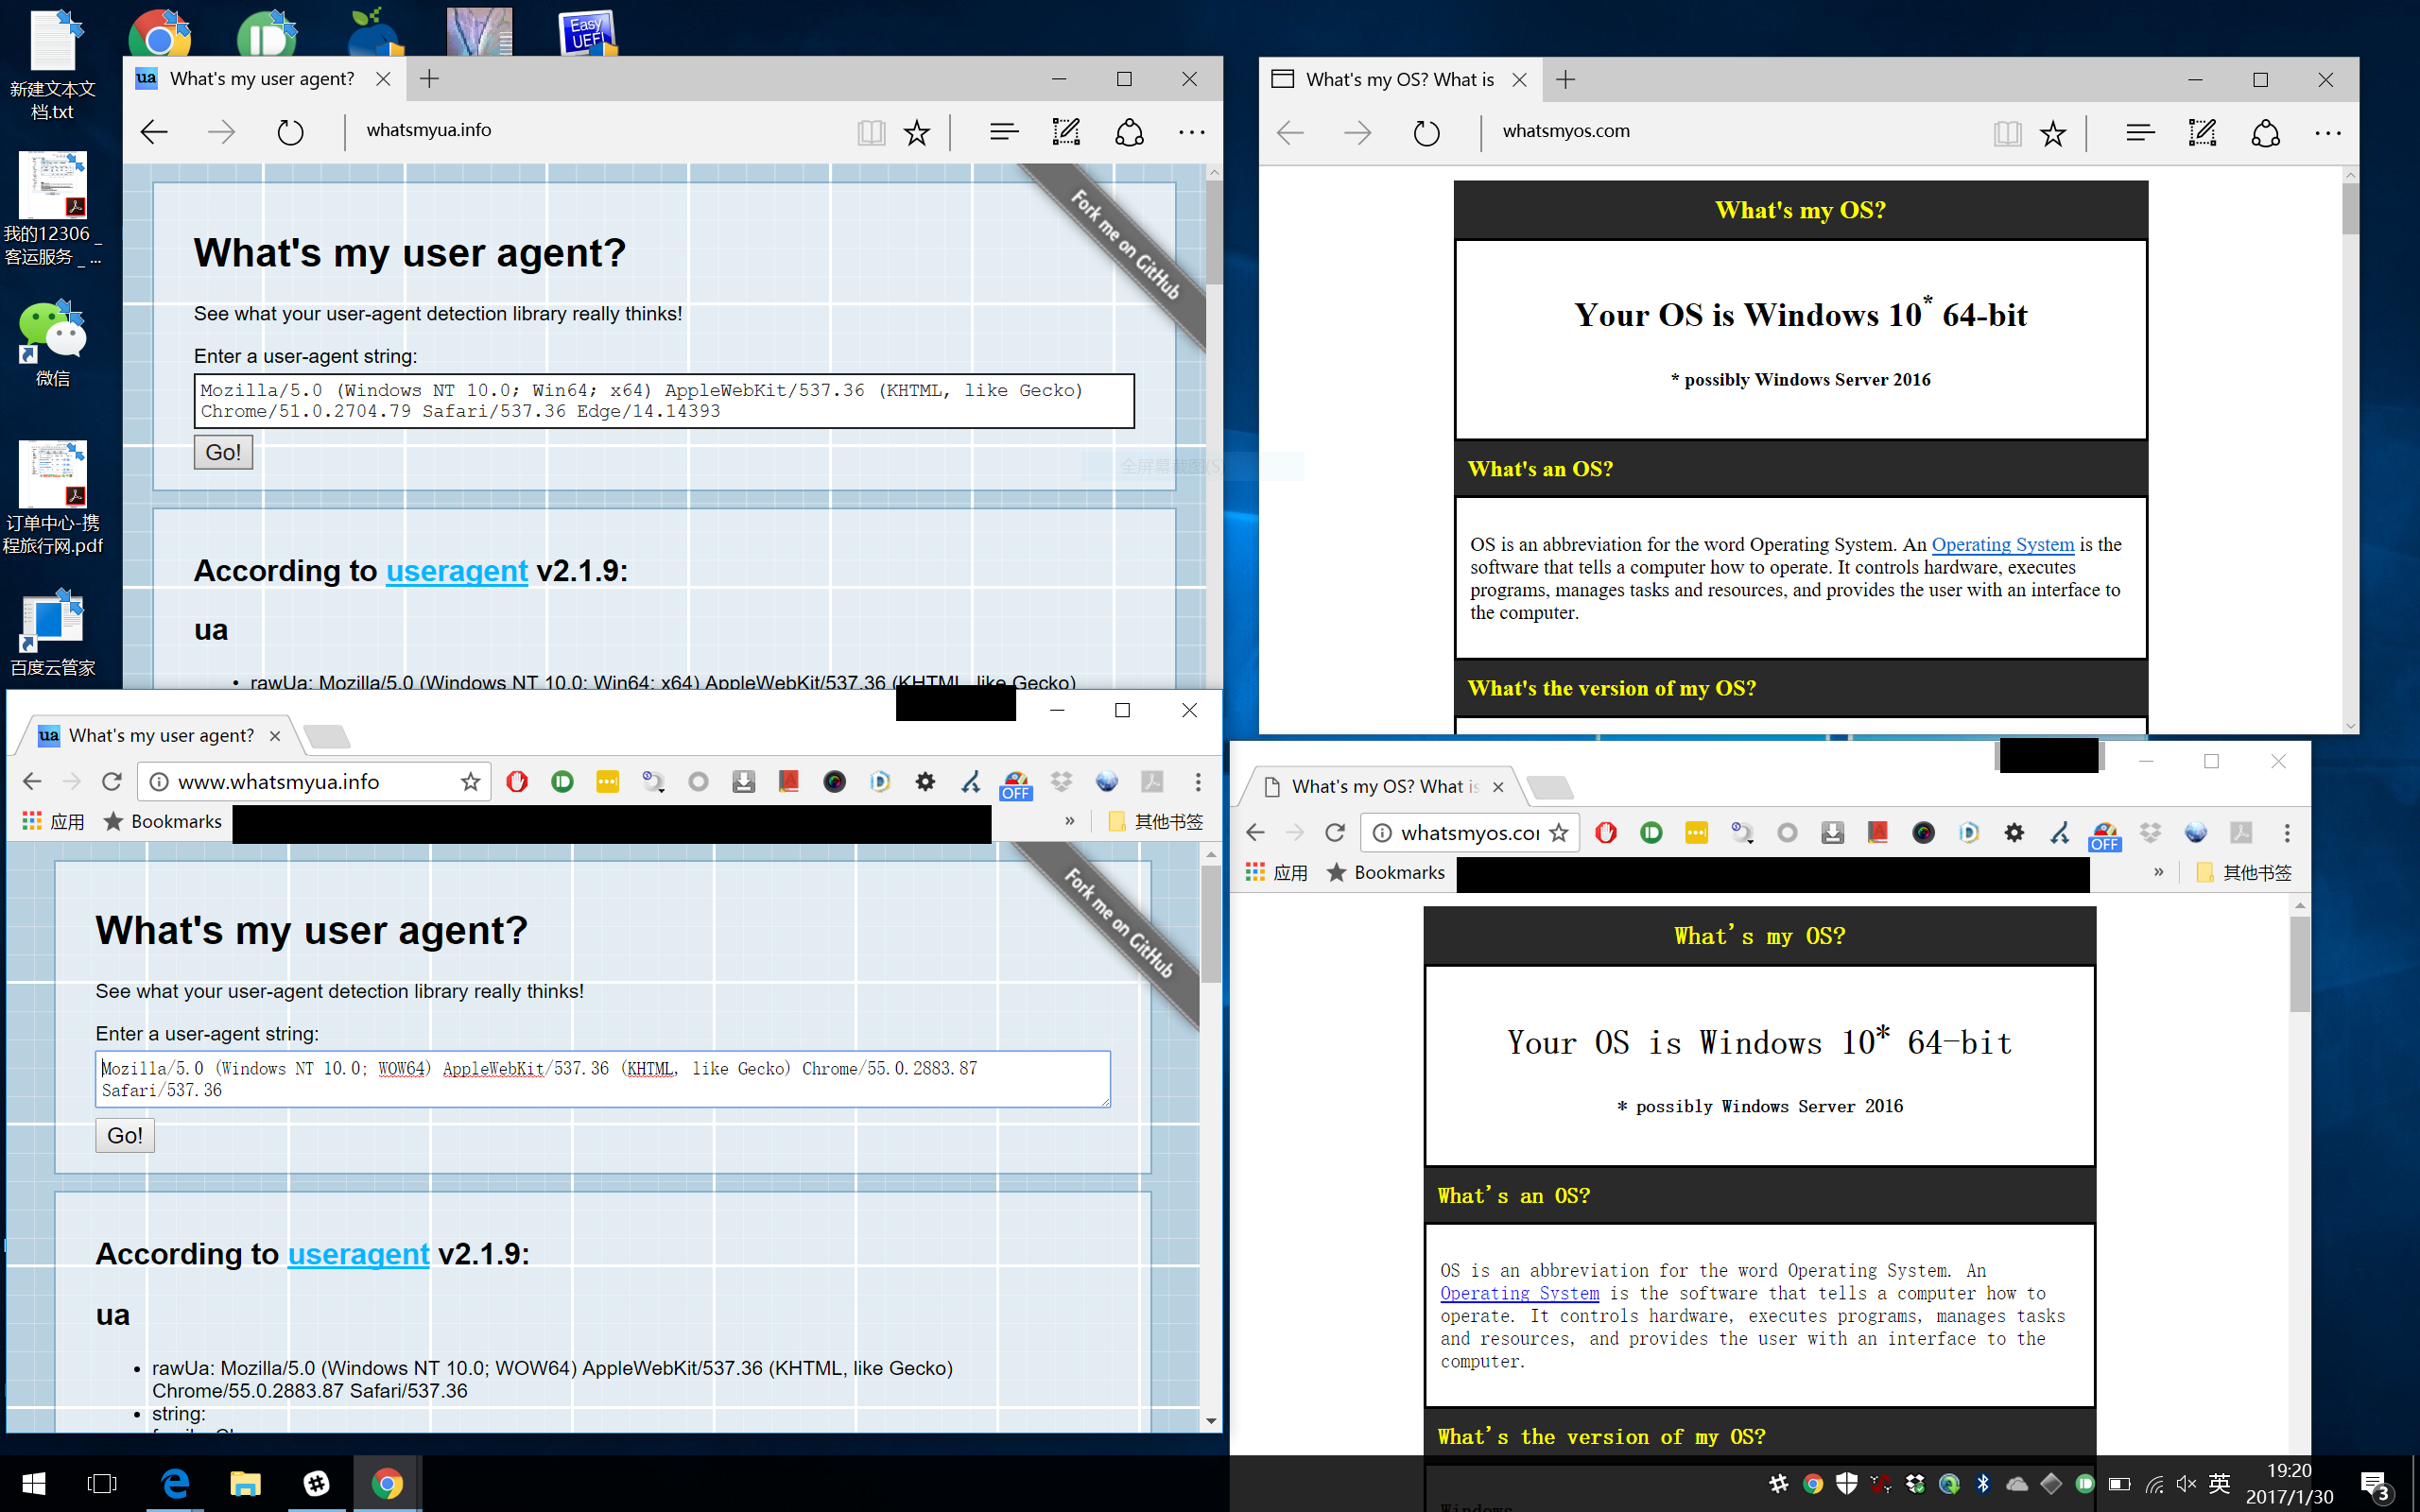 新建文本文
档.txt
我的12306 _
客运服务 _ ...
微信
订单中心-携
程旅行网.pdf
百度云管家
Easy
UEFI
ua What's my user agent?
whatsmyua.info
Fork me on GitHub
What's my user agent?
See what your user-agent detection library really thinks!
Enter a user-agent string:
Mozilla/5.0 (Windows NT 10.0; Win64; x64) AppleWebKit/537.36 (KHTML, like Gecko)
Chrome/51.0.2704.79 Safari/537.36 Edge/14.14393
Go!
全屏幕截图(S)
According to useragent v2.1.9:
ua
• rawUa: Mozilla/5.0 (Windows NT 10.0; Win64; x64) AppleWebKit/537.36 (KHTML, like Gecko)
What's my OS? What is
whatsmyos.com
What's my OS?
Your OS is Windows 10* 64-bit
* possibly Windows Server 2016
What's an OS?
OS is an abbreviation for the word Operating System. An Operating System is the
software that tells a computer how to operate. It controls hardware, executes
programs, manages tasks and resources, and provides the user with an interface to
the computer.
What's the version of my OS?
ua What's my user agent?
www.whatsmyua.info
OFF
应用 Bookmarks » 其他书签
Fork me on GitHub
What's my user agent?
See what your user-agent detection library really thinks!
Enter a user-agent string:
Mozilla/5.0 (Windows NT 10.0; WOW64) AppleWebKit/537.36 (KHTML, like Gecko) Chrome/55.0.2883.87
Safari/537.36
Go!
According to useragent v2.1.9:
ua
• rawUa: Mozilla/5.0 (Windows NT 10.0; WOW64) AppleWebKit/537.36 (KHTML, like Gecko)
Chrome/55.0.2883.87 Safari/537.36
• string:
What's my OS? What is
whatsmyos.co
OFF
应用 Bookmarks » 其他书签
What's my OS?
Your OS is Windows 10* 64-bit
* possibly Windows Server 2016
What's an OS?
OS is an abbreviation for the word Operating System. An
Operating System is the software that tells a computer how to
operate. It controls hardware, executes programs, manages tasks
and resources, and provides the user with an interface to the
computer.
What's the version of my OS?
Windows
英
19:20
2017/1/30
3